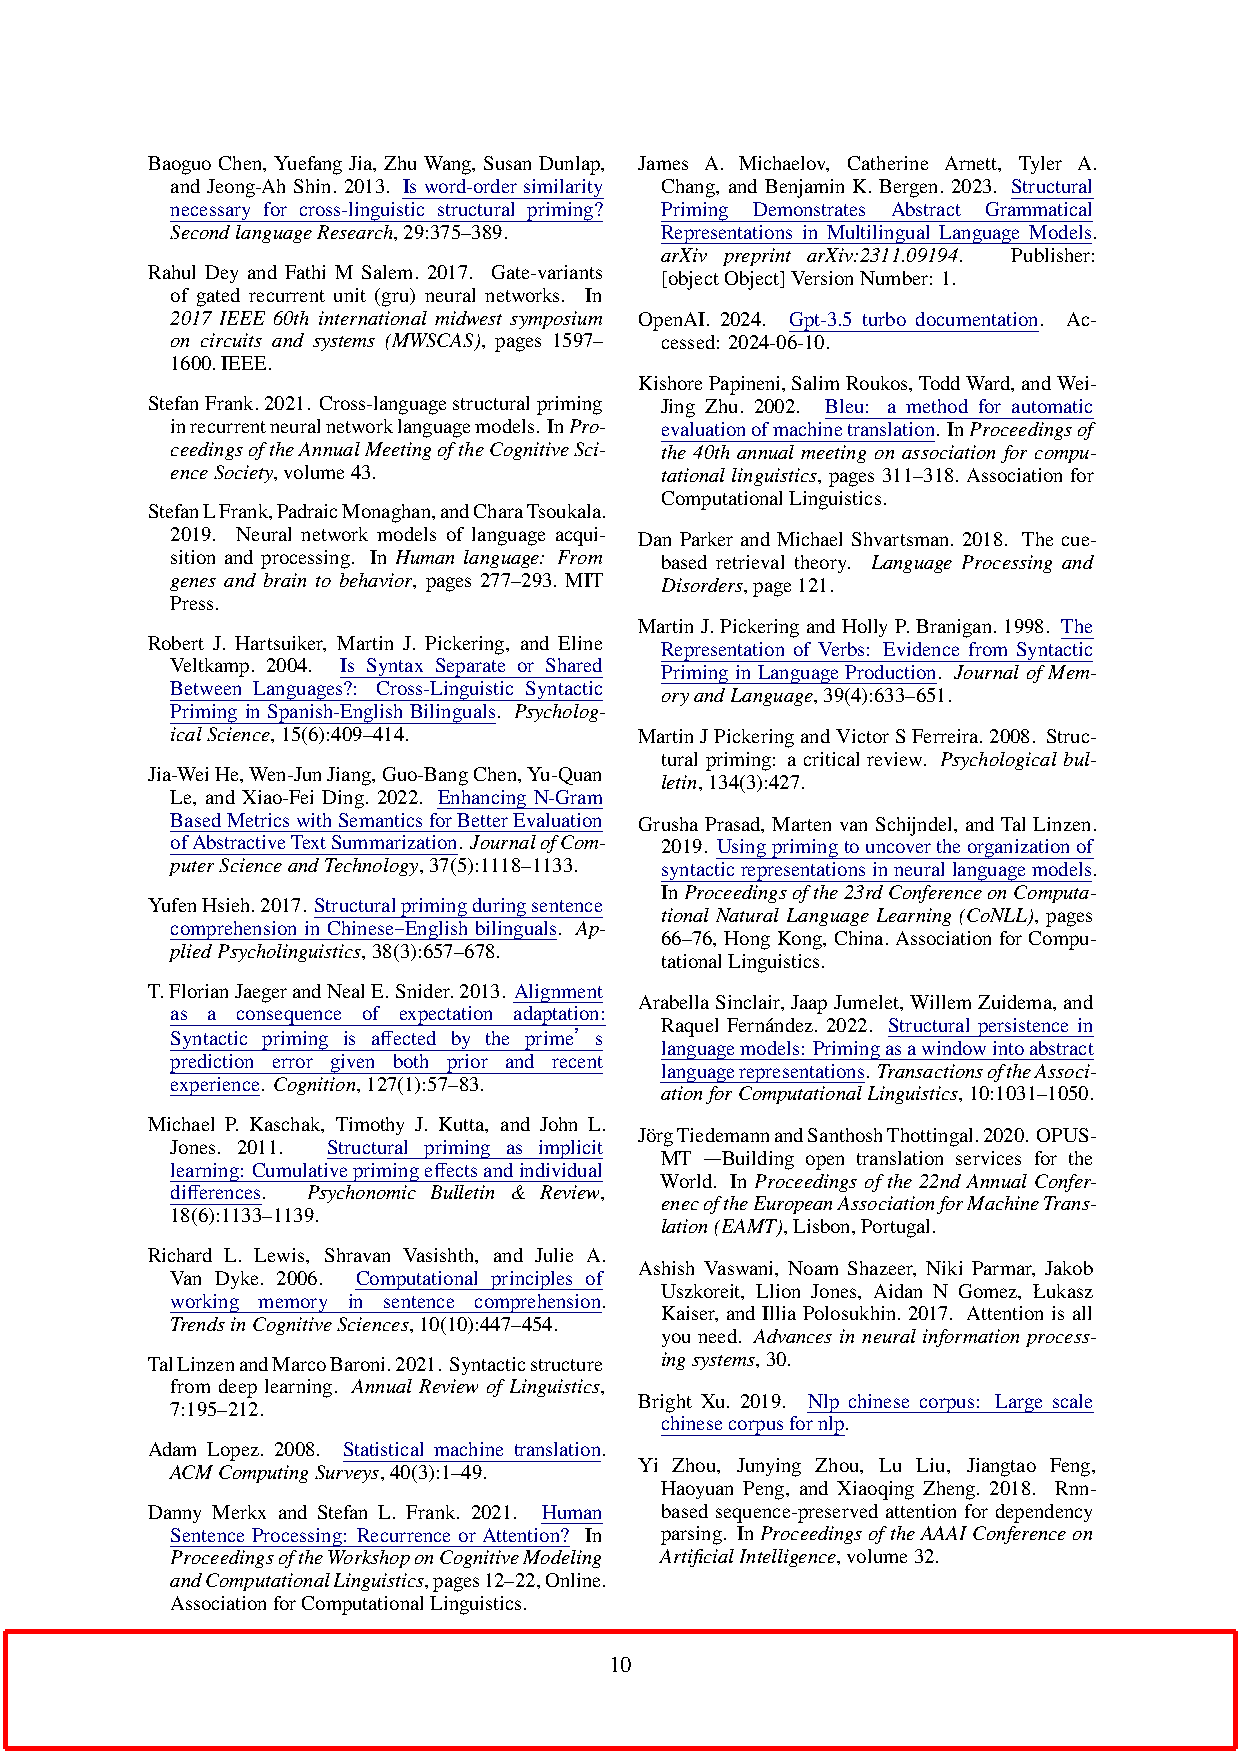 Baoguo Chen, Yuefang Jia, Zhu Wang, Susan Dunlap,
and Jeong-Ah Shin. 2013. Is word-order similarity
necessary for cross-linguistic structural priming?
Second language Research, 29:375–389.
Rahul Dey and Fathi M Salem. 2017. Gate-variants
of gated recurrent unit (gru) neural networks. In
2017 IEEE 60th international midwest symposium
on circuits and systems (MWSCAS), pages 1597–
1600. IEEE.
Stefan Frank. 2021. Cross-language structural priming
in recurrent neural network language models. In Pro-
ceedings of the Annual Meeting of the Cognitive Sci-
ence Society, volume 43.
Stefan L Frank, Padraic Monaghan, and Chara Tsoukala.
2019. Neural network models of language acqui-
sition and processing. In Human language: From
genes and brain to behavior, pages 277–293. MIT
Press.
Robert J. Hartsuiker, Martin J. Pickering, and Eline
Veltkamp. 2004. Is Syntax Separate or Shared
Between Languages?: Cross-Linguistic Syntactic
Priming in Spanish-English Bilinguals. Psycholog-
ical Science, 15(6):409–414.
Jia-Wei He, Wen-Jun Jiang, Guo-Bang Chen, Yu-Quan
Le, and Xiao-Fei Ding. 2022. Enhancing N-Gram
Based Metrics with Semantics for Better Evaluation
of Abstractive Text Summarization. Journal of Com-
puter Science and Technology, 37(5):1118–1133.
Yufen Hsieh. 2017. Structural priming during sentence
comprehension in Chinese–English bilinguals. Ap-
plied Psycholinguistics, 38(3):657–678.
T. Florian Jaeger and Neal E. Snider. 2013. Alignment
as a consequence of expectation adaptation:
Syntactic priming is affected by the prime’ s
prediction error given both prior and recent
experience. Cognition, 127(1):57–83.
Michael P. Kaschak, Timothy J. Kutta, and John L.
Jones. 2011. Structural priming as implicit
learning: Cumulative priming effects and individual
differences. Psychonomic Bulletin & Review,
18(6):1133–1139.
Richard L. Lewis, Shravan Vasishth, and Julie A.
Van Dyke. 2006. Computational principles of
working memory in sentence comprehension.
Trends in Cognitive Sciences, 10(10):447–454.
Tal Linzen and Marco Baroni. 2021. Syntactic structure
from deep learning. Annual Review of Linguistics,
7:195–212.
Adam Lopez. 2008. Statistical machine translation.
ACM Computing Surveys, 40(3):1–49.
Danny Merkx and Stefan L. Frank. 2021. Human
Sentence Processing: Recurrence or Attention? In
Proceedings of the Workshop on Cognitive Modeling
and Computational Linguistics, pages 12–22, Online.
Association for Computational Linguistics.
James A. Michaelov, Catherine Arnett, Tyler A.
Chang, and Benjamin K. Bergen. 2023. Structural
Priming Demonstrates Abstract Grammatical
Representations in Multilingual Language Models.
arXiv preprint arXiv:2311.09194. Publisher:
[object Object] Version Number: 1.
OpenAI. 2024. Gpt-3.5 turbo documentation. Ac-
cessed: 2024-06-10.
Kishore Papineni, Salim Roukos, Todd Ward, and Wei-
Jing Zhu. 2002. Bleu: a method for automatic
evaluation of machine translation. In Proceedings of
the 40th annual meeting on association for compu-
tational linguistics, pages 311–318. Association for
Computational Linguistics.
Dan Parker and Michael Shvartsman. 2018. The cue-
based retrieval theory. Language Processing and
Disorders, page 121.
Martin J. Pickering and Holly P. Branigan. 1998. The
Representation of Verbs: Evidence from Syntactic
Priming in Language Production. Journal of Mem-
ory and Language, 39(4):633–651.
Martin J Pickering and Victor S Ferreira. 2008. Struc-
tural priming: a critical review. Psychological bul-
letin, 134(3):427.
Grusha Prasad, Marten van Schijndel, and Tal Linzen.
2019. Using priming to uncover the organization of
syntactic representations in neural language models.
In Proceedings of the 23rd Conference on Computa-
tional Natural Language Learning (CoNLL), pages
66–76, Hong Kong, China. Association for Compu-
tational Linguistics.
Arabella Sinclair, Jaap Jumelet, Willem Zuidema, and
Raquel Fernández. 2022. Structural persistence in
language models: Priming as a window into abstract
language representations. Transactions of the Associ-
ation for Computational Linguistics, 10:1031–1050.
Jörg Tiedemann and Santhosh Thottingal. 2020. OPUS-
MT —Building open translation services for the
World. In Proceedings of the 22nd Annual Confer-
enec of the European Association for Machine Trans-
lation (EAMT), Lisbon, Portugal.
Ashish Vaswani, Noam Shazeer, Niki Parmar, Jakob
Uszkoreit, Llion Jones, Aidan N Gomez, Łukasz
Kaiser, and Illia Polosukhin. 2017. Attention is all
you need. Advances in neural information process-
ing systems, 30.
Bright Xu. 2019. Nlp chinese corpus: Large scale
chinese corpus for nlp.
Yi Zhou, Junying Zhou, Lu Liu, Jiangtao Feng,
Haoyuan Peng, and Xiaoqing Zheng. 2018. Rnn-
based sequence-preserved attention for dependency
parsing. In Proceedings of the AAAI Conference on
Artificial Intelligence, volume 32.
10